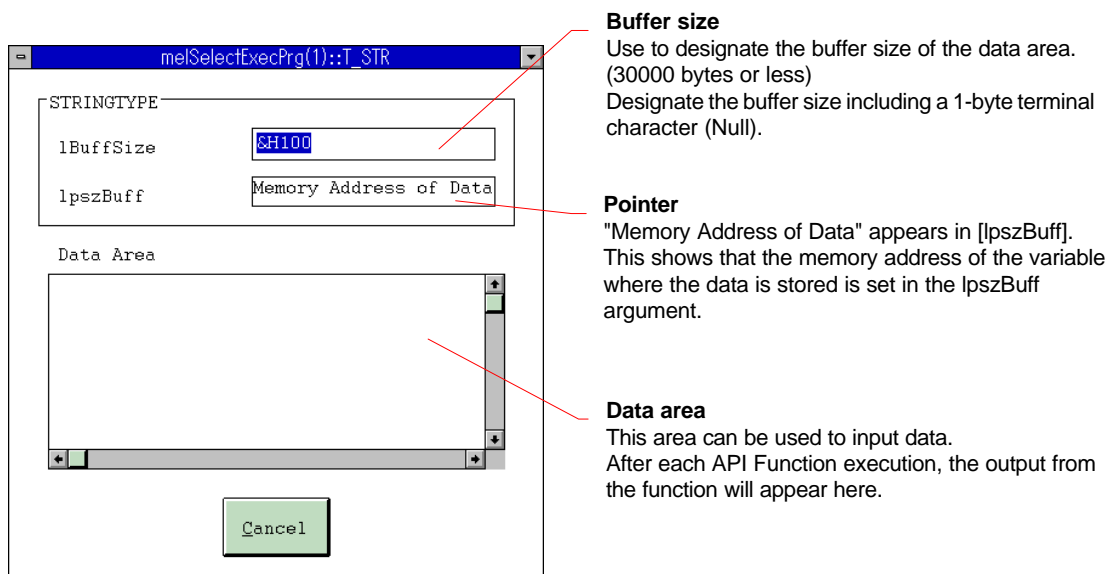 melSelectExecPrg(1)::T_STR
STRINGTYPE
lBuffSize
&H100
lpszBuff
Memory Address of Data
Data Area
Cancel
Buffer size
Use to designate the buffer size of the data area.
(30000 bytes or less)
Designate the buffer size including a 1-byte terminal
character (Null).
Pointer
"Memory Address of Data" appears in [lpszBuff].
This shows that the memory address of the variable
where the data is stored is set in the lpszBuff
argument.
Data area
This area can be used to input data.
After each API Function execution, the output from
the function will appear here.